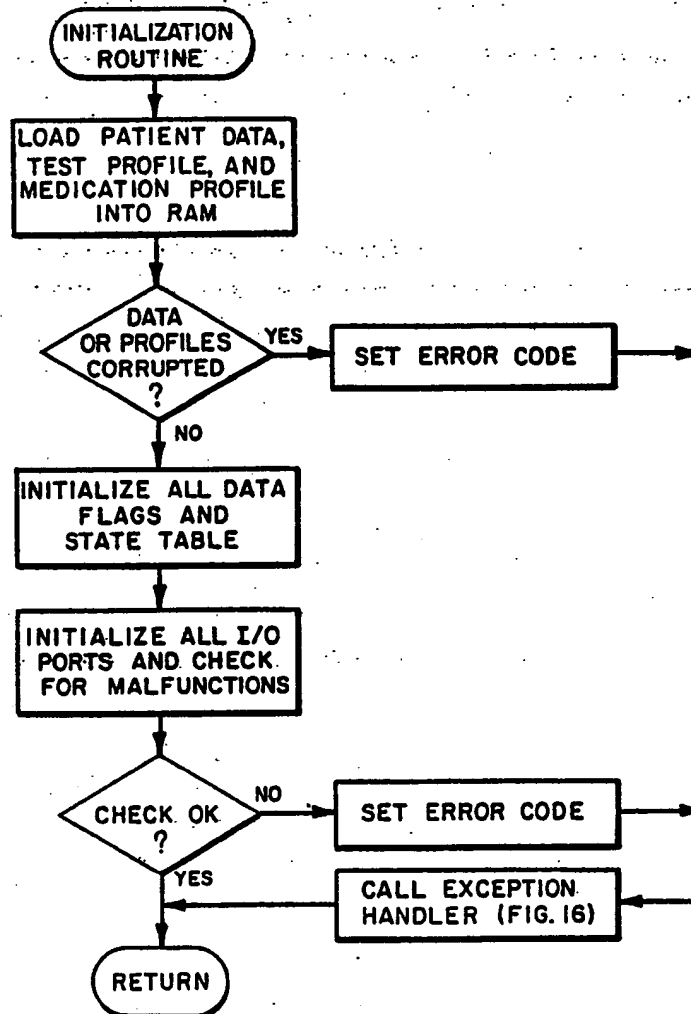 INITIALIZATION
ROUTINE
LOAD PATIENT DATA,
TEST PROFILE, AND
MEDICATION PROFILE
INTO RAM
DATA
OR PROFILES
CORRUPTED
?
YES
SET ERROR CODE
NO
INITIALIZE ALL DATA
FLAGS AND
STATE TABLE
INITIALIZE ALL I/O
PORTS AND CHECK
FOR MALFUNCTIONS
CHECK OK
?
NO
SET ERROR CODE
YES
CALL EXCEPTION
HANDLER (FIG. 16)
RETURN